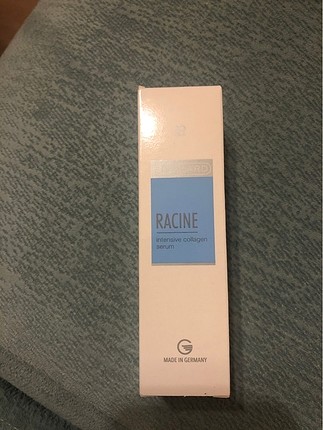 RACINE
intensive collagen
serum
MADE IN GERMANY